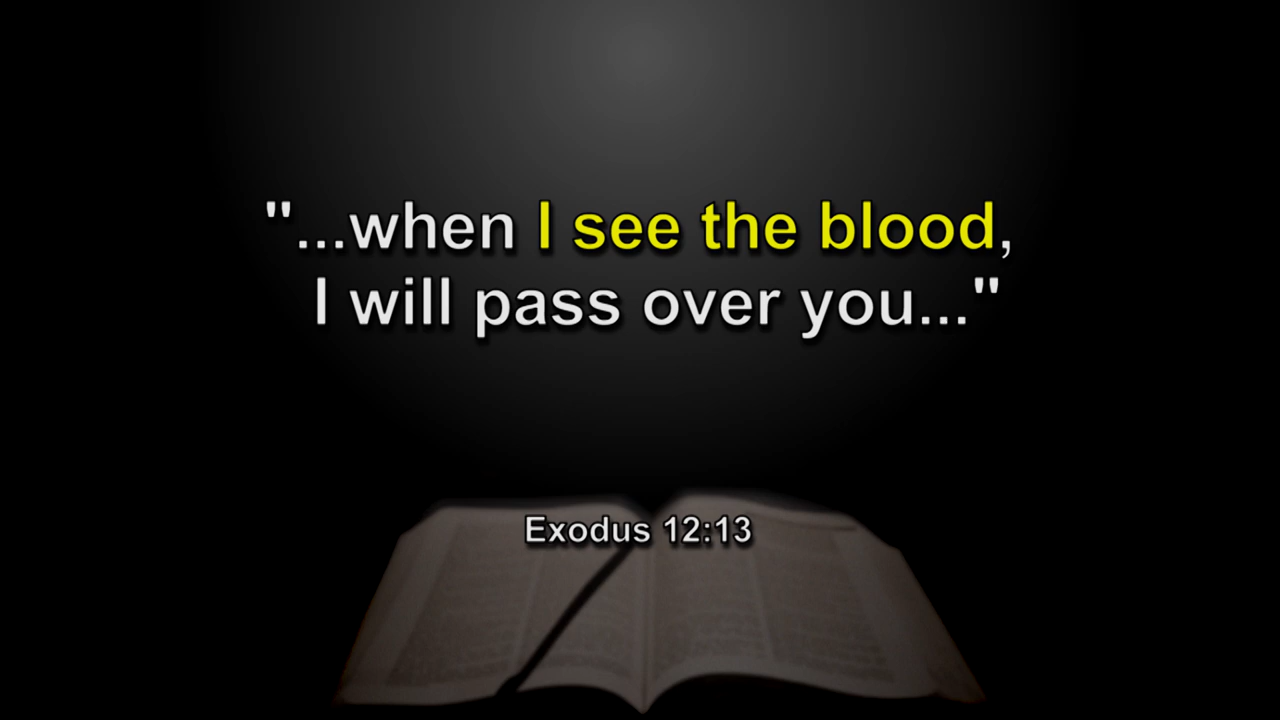 "...when I see the blood,
I will pass over you..."
Exodus 12:13